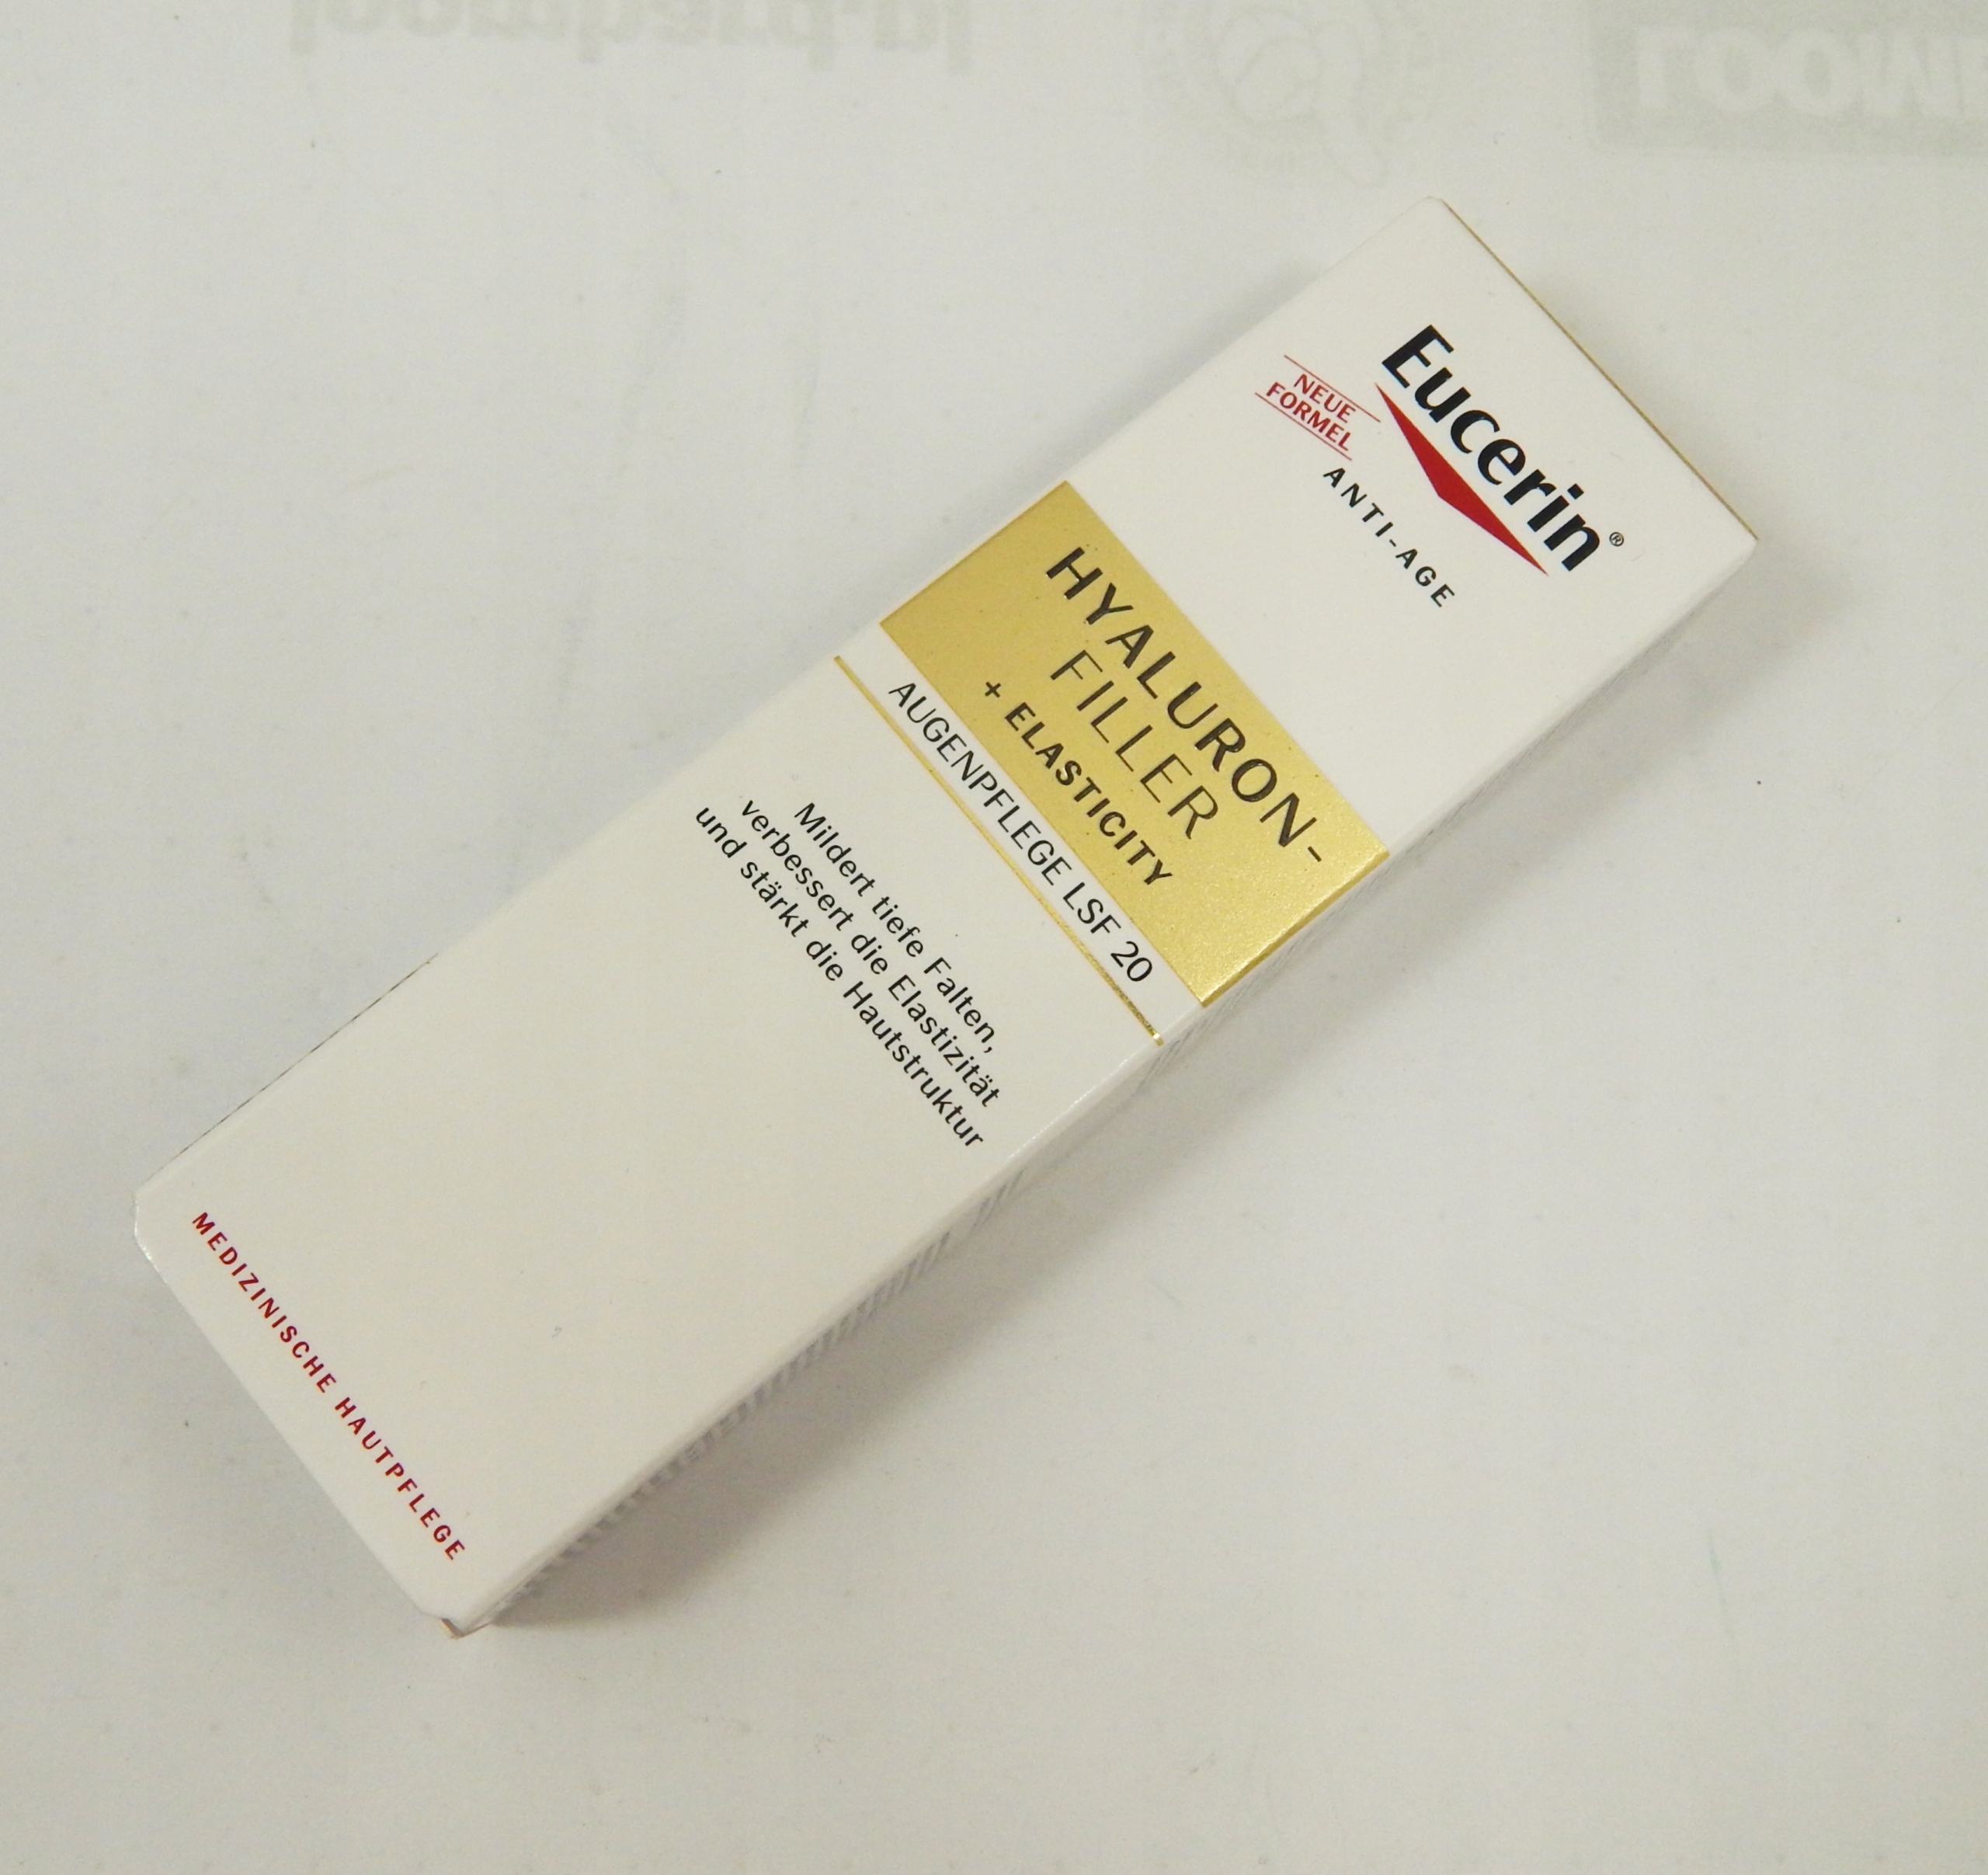 Eucerin®
NEUE
FORMEL
ANTI-AGE
HYALURON-
FILLER
+ ELASTICITY
AUGENPFLEGE LSF 20
Mildert tiefe Falten,
verbessert die Elastizität
und stärkt die Hautstruktur
MEDIZINISCHE HAUTPFLEGE